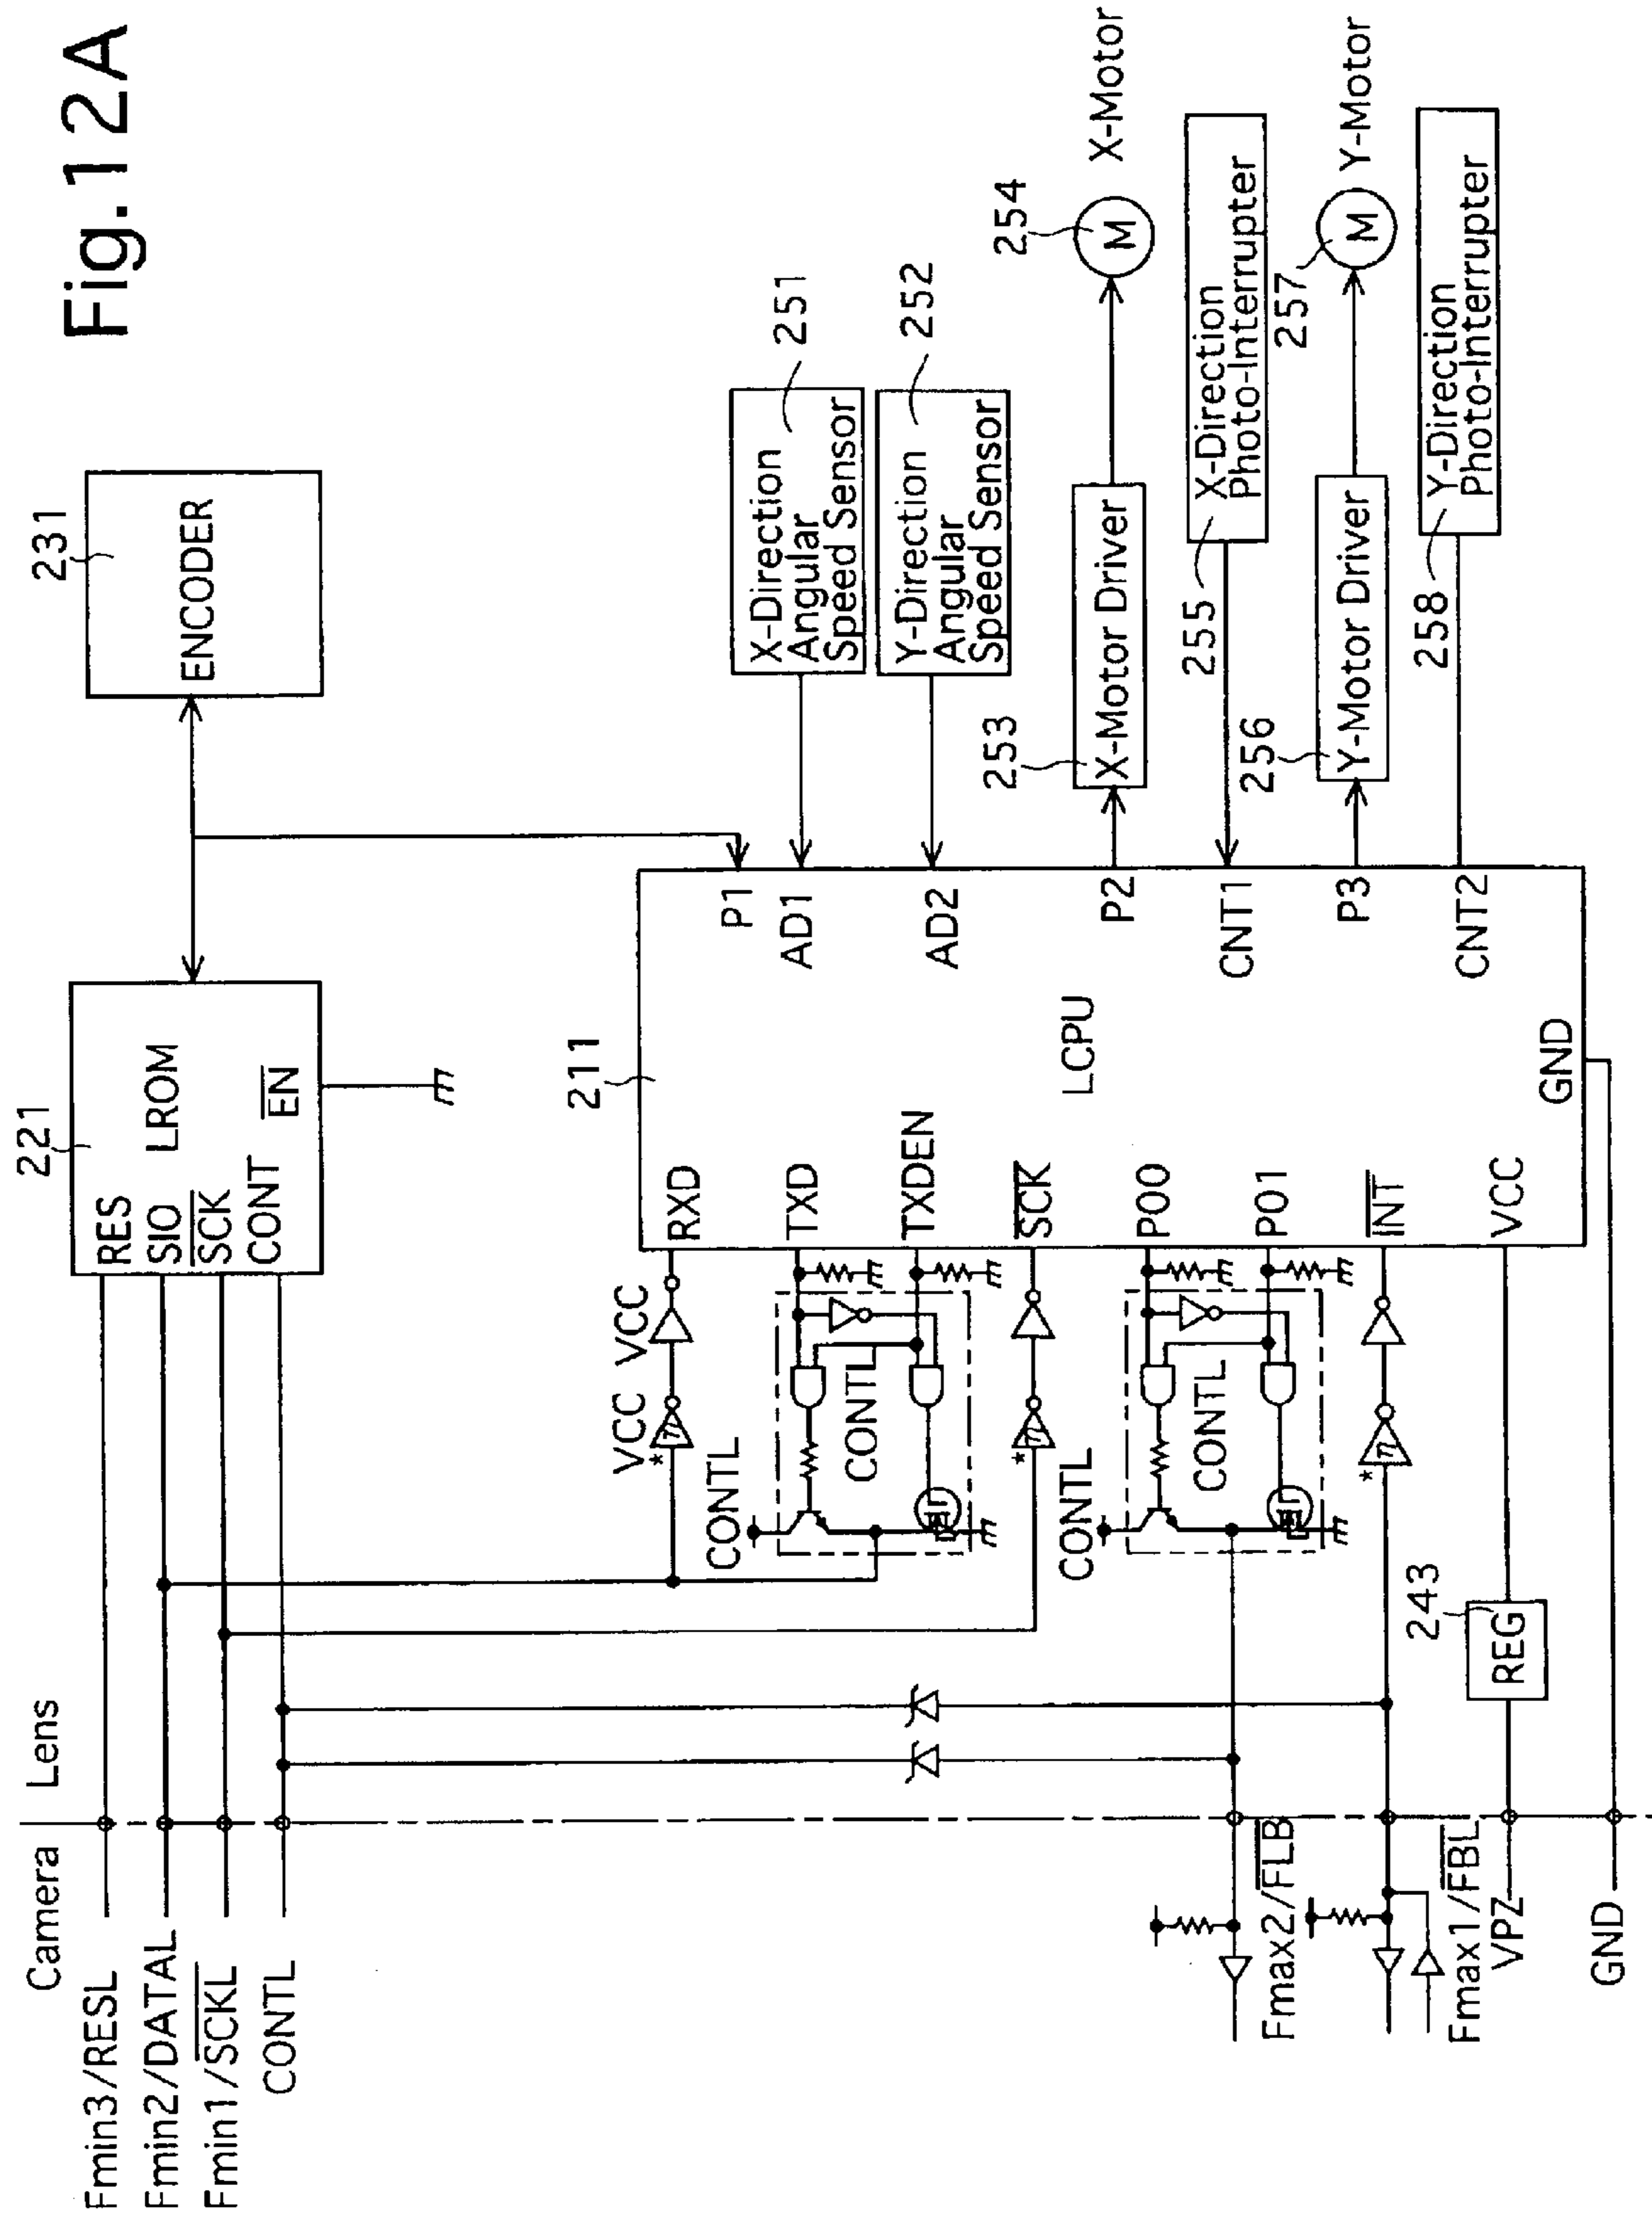 Fig.12A
Camera
Lens
Fmin3/RESL
Fmin2/DATAL
Fmin1/SCKL
CONTL
221
RES
SIO
LROM
SCK
CONT
EN
231
ENCODER
211
LCPU
RXD
TXD
TXDEN
SCK
P00
P01
INT
VCC
GND
P1
AD1
AD2
P2
CNT1
P3
CNT2
VCC
VCC
*
CONTL
CONTL
*
CONTL
CONTL
*
243
REG
Fmax2/FLB
Fmax1/FBL
VPZ
GND
X-Direction
Angular
Speed Sensor
251
Y-Direction
Angular
Speed Sensor
252
253
X-Motor Driver
254
M
X-Motor
255
X-Direction
Photo-Interrupter
256
Y-Motor Driver
257
M
Y-Motor
258
Y-Direction
Photo-Interrupter